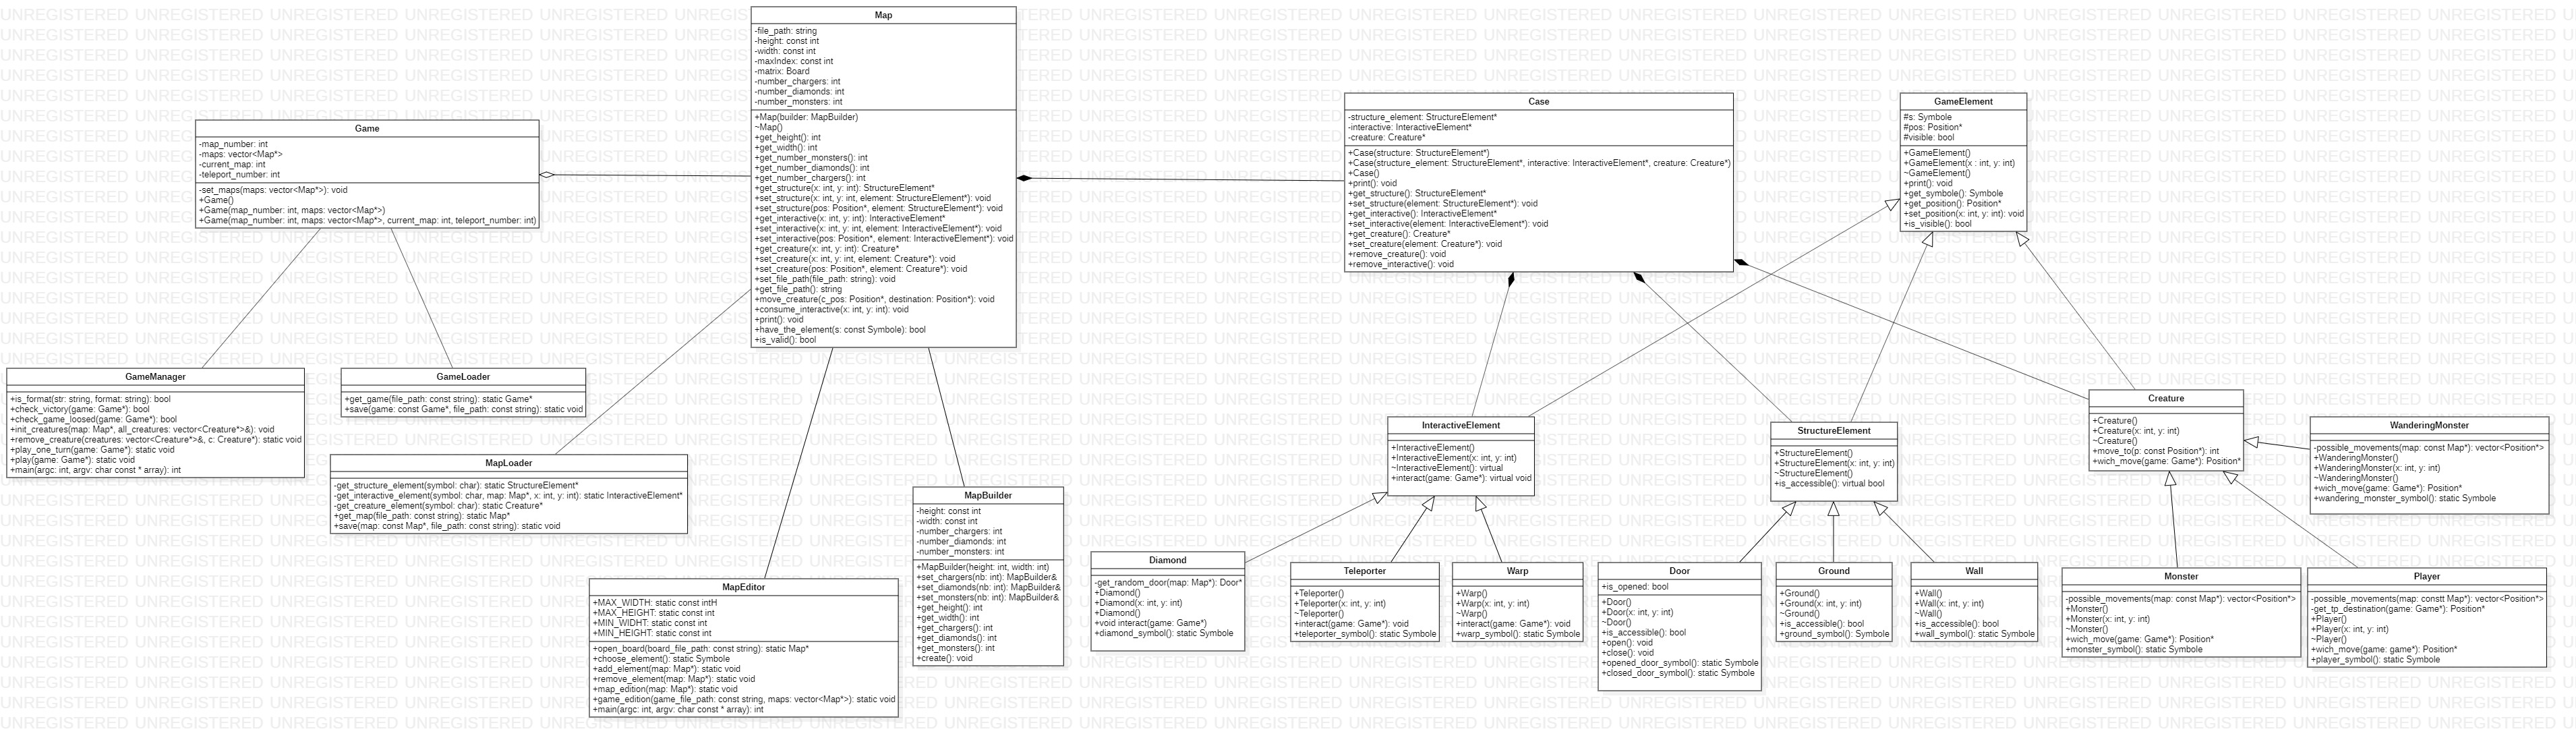 Map
-file_path: string
-height: const int
-width: const int
-maxIndex: const int
-matrix: Board
-number_chargers: int
-number_diamonds: int
-number_monsters: int
+Map(builder: MapBuilder)
~Map()
+get_height(): int
+get_width(): int
+get_number_monsters(): int
+get_number_diamonds(): int
+get_number_chargers(): int
+get_structure(x: int, y: int): StructureElement*
+set_structure(x: int, y: int, element: StructureElement*): void
+set_structure(pos: Position*, element: StructureElement*): void
+get_interactive(x: int, y: int): InteractiveElement*
+set_interactive(x: int, y: int, element: InteractiveElement*): void
+set_interactive(pos: Position*, element: InteractiveElement*): void
+get_creature(x: int, y: int): Creature*
+set_creature(x: int, y: int, element: Creature*): void
+set_creature(pos: Position*, element: Creature*): void
+set_file_path(file_path: string): void
+get_file_path(): string
+move_creature(c_pos: Position*, destination: Position*): void
+consume_interactive(x: int, y: int): void
+print(): void
+have_the_element(s: const Symbole): bool
+is_valid(): bool
Case
-structure_element: StructureElement*
-interactive: InteractiveElement*
-creature: Creature*
+Case(structure: StructureElement*)
+Case(structure_element: StructureElement*, interactive: InteractiveElement*, creature: Creature*)
+Case()
+print(): void
+get_structure(): StructureElement*
+set_structure(element: StructureElement*): void
+get_interactive(): InteractiveElement*
+set_interactive(element: InteractiveElement*): void
+get_creature(): Creature*
+set_creature(element: Creature*): void
+remove_creature(): void
+remove_interactive(): void
GameElement
#s: Symbole
#pos: Position*
#visible: bool
+GameElement()
+GameElement(x : int, y: int)
~GameElement()
+print(): void
+get_symbole(): Symbole
+get_position(): Position*
+set_position(x: int, y: int): void
+is_visible(): bool
Game
-map_number: int
-maps: vector<Map*>
-current_map: int
-teleport_number: int
-set_maps(maps: vector<Map*>): void
+Game()
+Game(map_number: int, maps: vector<Map*>)
+Game(map_number: int, maps: vector<Map*>, current_map: int, teleport_number: int)
GameManager
+is_format(str: string, format: string): bool
+check_victory(game: Game*): bool
+check_game_loosed(game: Game*): bool
+init_creatures(map: Map*, all_creatures: vector<Creature*>&): void
+remove_creature(creatures: vector<Creature*>&, c: Creature*): static void
+play_one_turn(game: Game*): static void
+play(game: Game*): static void
+main(argc: int, argv: char const * array): int
GameLoader
+get_game(file_path: const string): static Game*
+save(game: const Game*, file_path: const string): static void
MapLoader
-get_structure_element(symbol: char): static StructureElement*
-get_interactive_element(symbol: char, map: Map*, x: int, y: int): static InteractiveElement*
-get_creature_element(symbol: char): static Creature*
+get_map(file_path: const string): static Map*
+save(map: const Map*, file_path: const string): static void
MapEditor
+MAX_WIDTH: static const intH
+MAX_HEIGHT: static const int
+MIN_WIDHT: static const int
+MIN_HEIGHT: static const int
+open_board(board_file_path: const string): static Map*
+choose_element(): static Symbole
+add_element(map: Map*): static void
+remove_element(map: Map*): static void
+map_edition(map: Map*): static void
+game_edition(game_file_path: const string, maps: vector<Map*>): static void
+main(argc: int, argv: char const * array): int
MapBuilder
-height: const int
-width: const int
-number_chargers: int
-number_diamonds: int
-number_monsters: int
+MapBuilder(height: int, width: int)
+set_chargers(nb: int): MapBuilder&
+set_diamonds(nb: int): MapBuilder&
+set_monsters(nb: int): MapBuilder&
+get_height(): int
+get_width(): int
+get_chargers(): int
+get_diamonds(): int
+get_monsters(): int
+create(): void
InteractiveElement
+InteractiveElement()
+InteractiveElement(x: int, y: int)
~InteractiveElement(): virtual
+interact(game: Game*): virtual void
StructureElement
+StructureElement()
+StructureElement(x: int, y: int)
~StructureElement()
+is_accessible(): virtual bool
Creature
+Creature()
+Creature(x: int, y: int)
~Creature()
+move_to(p: const Position*): int
+wich_move(game: Game*): Position*
WanderingMonster
-possible_movements(map: const Map*): vector<Position*>
+WanderingMonster()
+WanderingMonster(x: int, y: int)
~WanderingMonster()
+wich_move(game: Game*): Position*
+wandering_monster_symbol(): static Symbole
Diamond
-get_random_door(map: Map*): Door*
+Diamond()
+Diamond(x: int, y: int)
+Diamond()
+void interact(game: Game*)
+diamond_symbol(): static Symbole
Teleporter
+Teleporter()
+Teleporter(x: int, y: int)
~Teleporter()
+interact(game: Game*): void
+teleporter_symbol(): static Symbole
Warp
+Warp()
+Warp(x: int, y: int)
~Warp()
+interact(game: Game*): void
+warp_symbol(): static Symbole
Door
+is_opened: bool
+Door()
+Door(x: int, y: int)
~Door()
+is_accessible(): bool
+open(): void
+close(): void
+opened_door_symbol(): static Symbole
+closed_door_symbol(): static Symbole
Ground
+Ground()
+Ground(x: int, y: int)
~Ground()
+is_accessible(): bool
+ground_symbol(): Symbole
Wall
+Wall()
+Wall(x: int, y: int)
~Wall()
+is_accessible(): bool
+wall_symbol(): static Symbole
Monster
-possible_movements(map: const Map*): vector<Position*>
+Monster()
+Monster(x: int, y: int)
~Monster()
+wich_move(game: Game*): Position*
+monster_symbol(): static Symbole
Player
-possible_movements(map: const Map*): vector<Position*>
-get_tp_destination(game: Game*): Position*
+Player()
+Player(x: int, y: int)
~Player()
+wich_move(game: game*): Position*
+player_symbol(): static Symbole